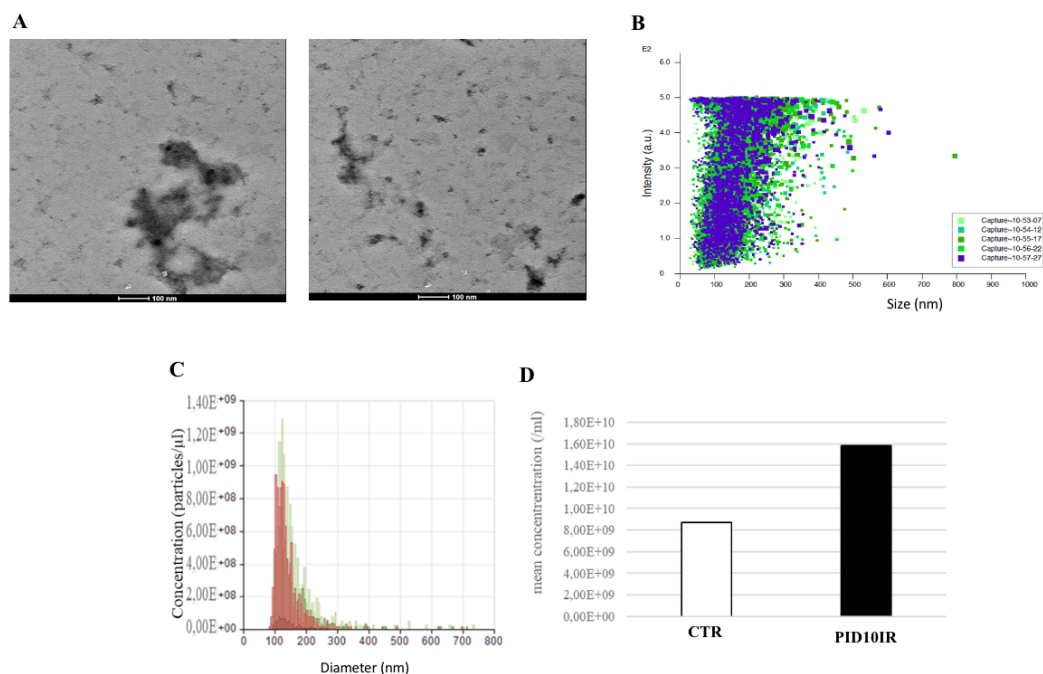 A
100 nm
100 nm
B
E2
6.0
5.0
4.0
3.0
2.0
1.0
0
Intensity (a.u.)
Capture~10-53-07
Capture~10-54-12
Capture~10-55-17
Capture~10-56-22
Capture~10-57-27
0 100 200 300 400 500 600 700 800 900 1000
Size (nm)
C
Concentration (particles/µl)
1,40E+09
1,20E+09
1,00E+09
8,00E+08
6,00E+08
4,00E+08
2,00E+08
0,00E+00
0 100 200 300 400 500 600 700 800
Diameter (nm)
D
mean concentrentration (/ml)
1,80E+10
1,60E+10
1,40E+10
1,20E+10
1,00E+10
8,00E+09
6,00E+09
4,00E+09
2,00E+09
0,00E+00
CTR PID10IR